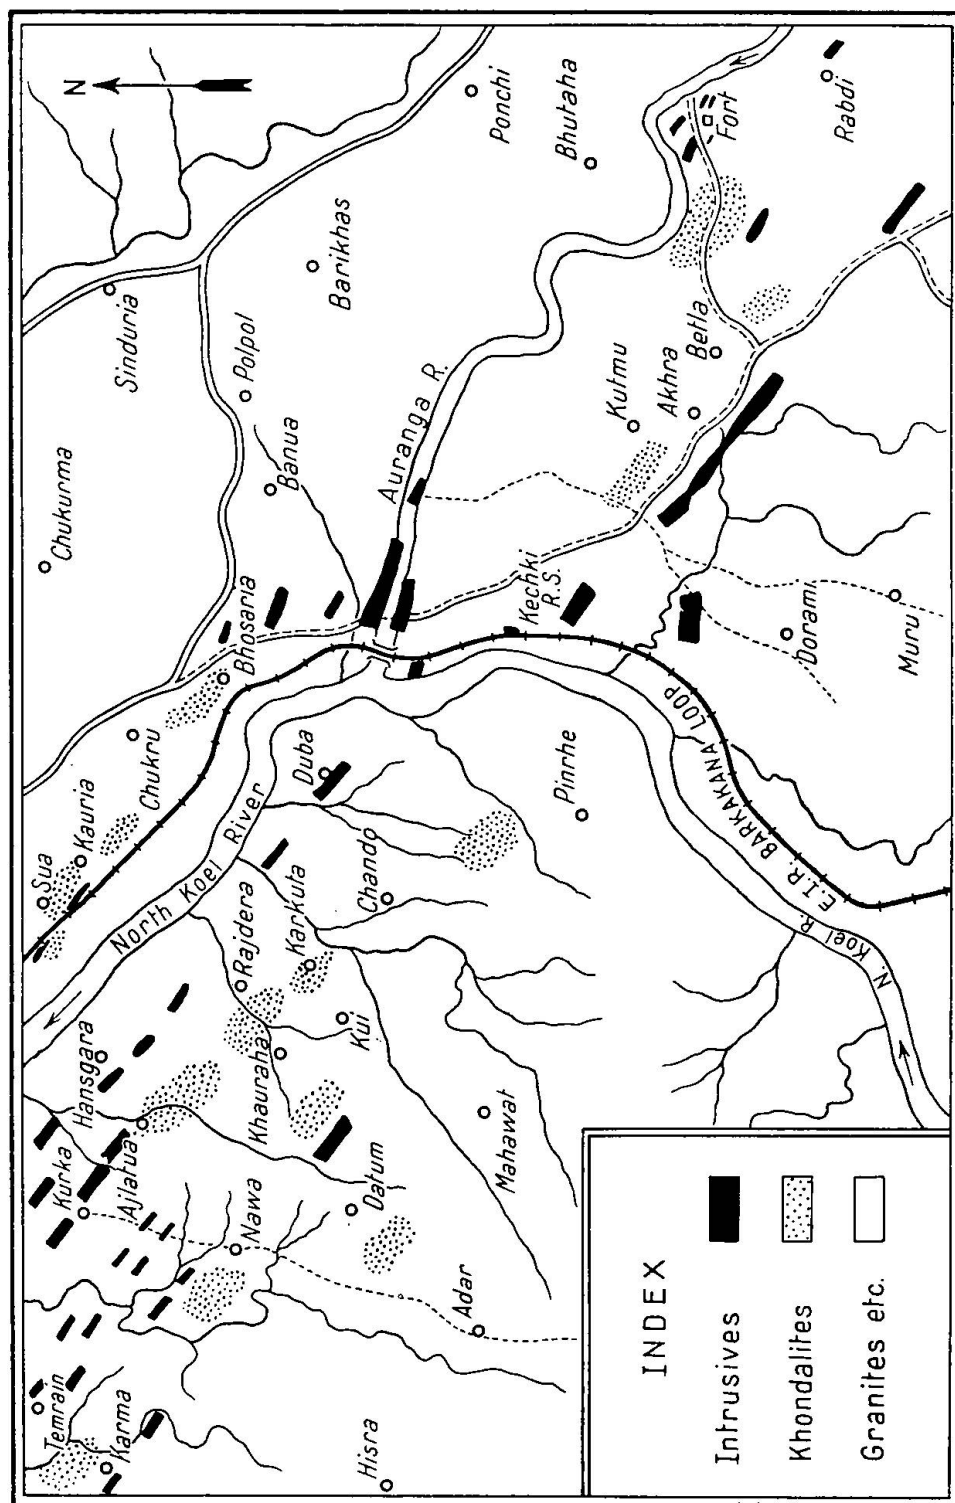 N
Temrain
Karma
Hisra
Kurka
Hansgara
Ajlatua
Nawa
Khauraha
Datum
Adar
Mahawat
Kui
Rajdera
Karkuta
Chando
Duba
Pinrhe
Sua
Kauria
Chukru
Bhosaria
Chukurma
Sinduria
Polpol
Banua
Barikhas
Ponchi
Bhutaha
North Koel River
Auranga R.
Kechki
R.S.
Kutmu
Akhra
Betla
Fort
Rabdi
Dorami
Muru
N. Koel R.
E.I.R. BARKAKANA LOOP
INDEX
Intrusives
Khondalites
Granites etc.